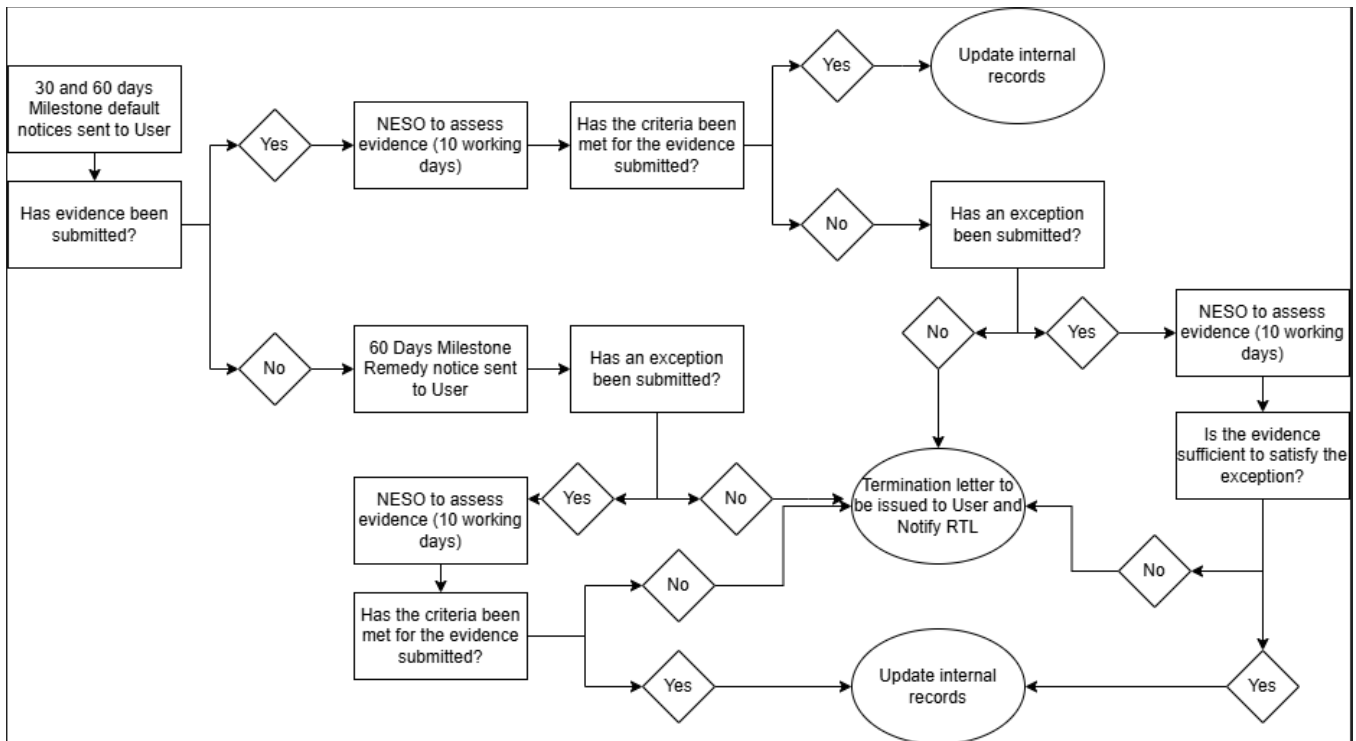 30 and 60 days
Milestone default
notices sent to User
Has evidence been
submitted?
Yes
NESO to assess
evidence (10 working
days)
Has the criteria been
met for the evidence
submitted?
Yes
Update internal
records
No
Has an exception
been submitted?
No
Yes
NESO to assess
evidence (10 working
days)
Is the evidence
sufficient to satisfy the
exception?
No
60 Days Milestone
Remedy notice sent
to User
Has an exception
been submitted?
Yes
No
NESO to assess
evidence (10 working
days)
Has the criteria been
met for the evidence
submitted?
No
Yes
Termination letter to
be issued to User and
Notify RTL
No
Yes
Update internal
records